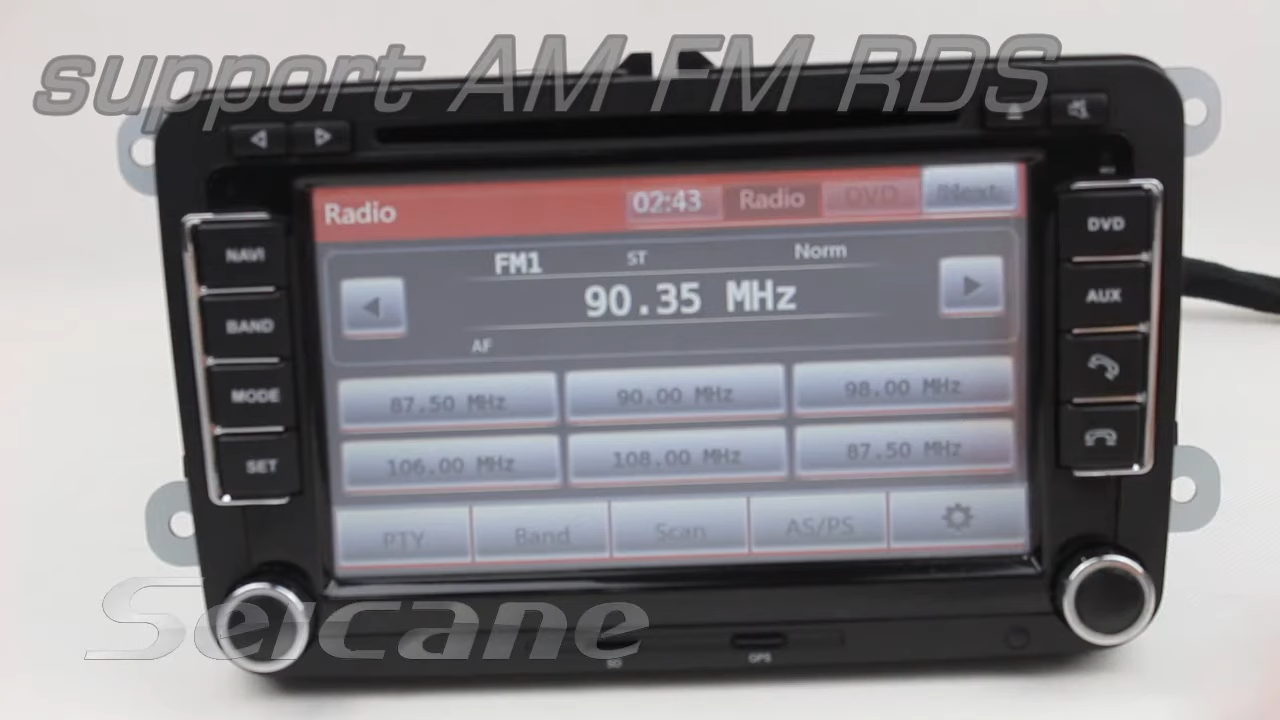 support AM FM RDS
Radio 02:43 Radio DVD Next
NAVI
BAND
MODE
SET
FM1 ST Norm
90.35 MHz
AF
87.50 MHz 90.00 MHz 98.00 MHz
106.00 MHz 108.00 MHz 87.50 MHz
PTY Band Scan AS/PS
DVD
AUX
Seicane
SD GPS